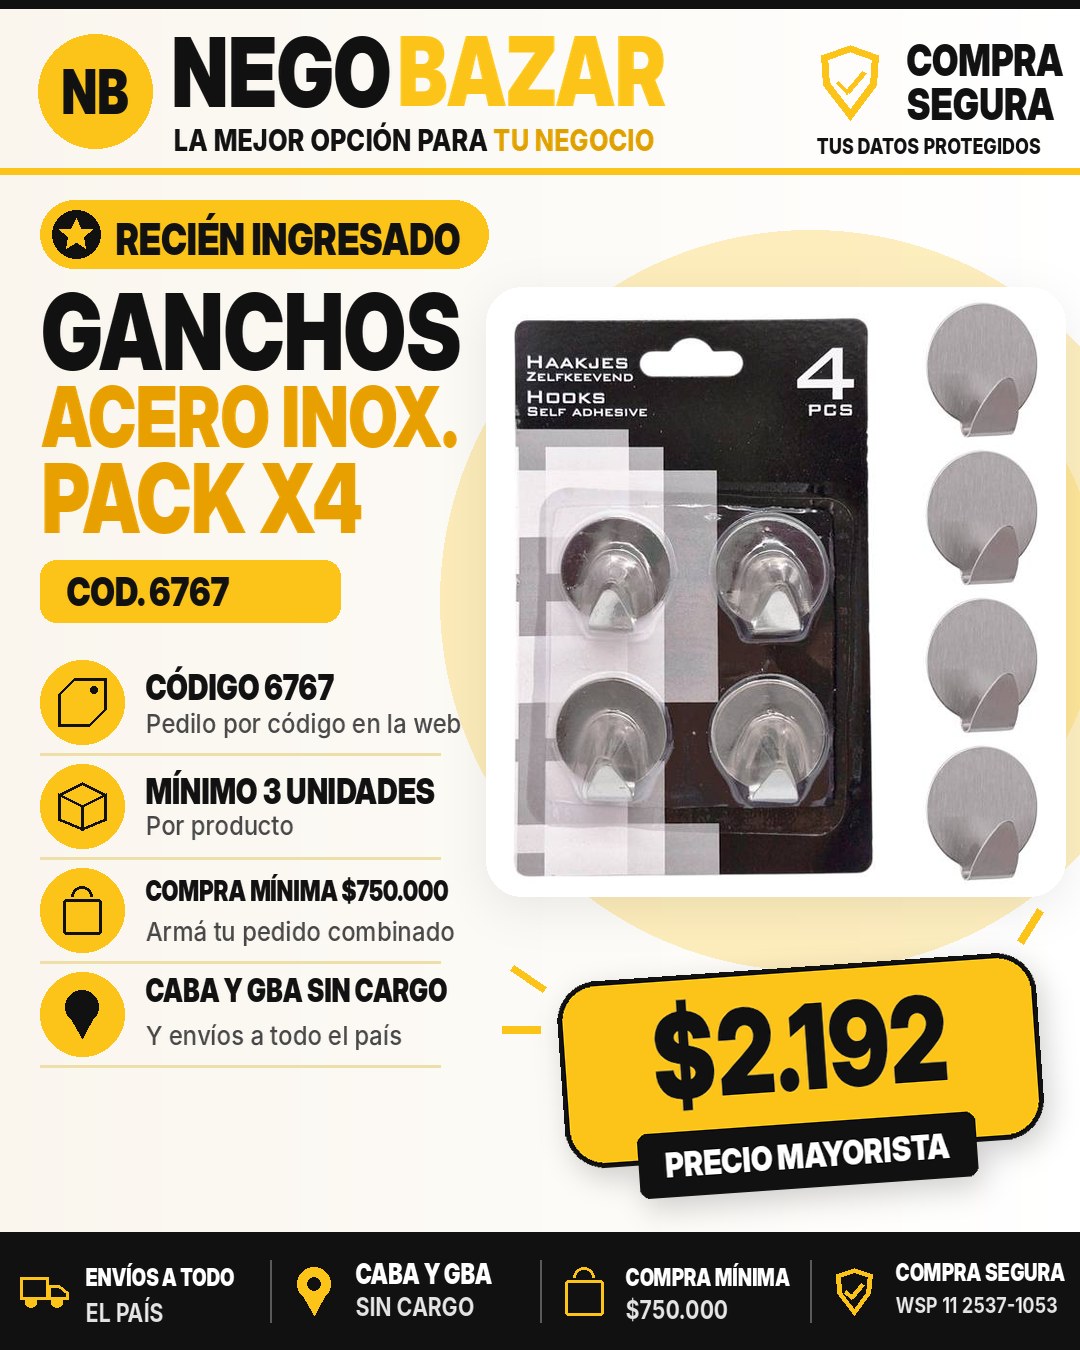 NB
NEGOBAZAR
LA MEJOR OPCIÓN PARA TU NEGOCIO
COMPRA
SEGURA
TUS DATOS PROTEGIDOS
RECIÉN INGRESADO
GANCHOS
ACERO INOX.
PACK X4
COD. 6767
CÓDIGO 6767
Pedilo por código en la web
MÍNIMO 3 UNIDADES
Por producto
COMPRA MÍNIMA $750.000
Armá tu pedido combinado
CABA Y GBA SIN CARGO
Y envíos a todo el país
HAAKJES
ZELFKEEVEND
HOOKS
SELF ADHESIVE
4
PCS
$2.192
PRECIO MAYORISTA
ENVÍOS A TODO
EL PAÍS
CABA Y GBA
SIN CARGO
COMPRA MÍNIMA
$750.000
COMPRA SEGURA
WSP 11 2537-1053